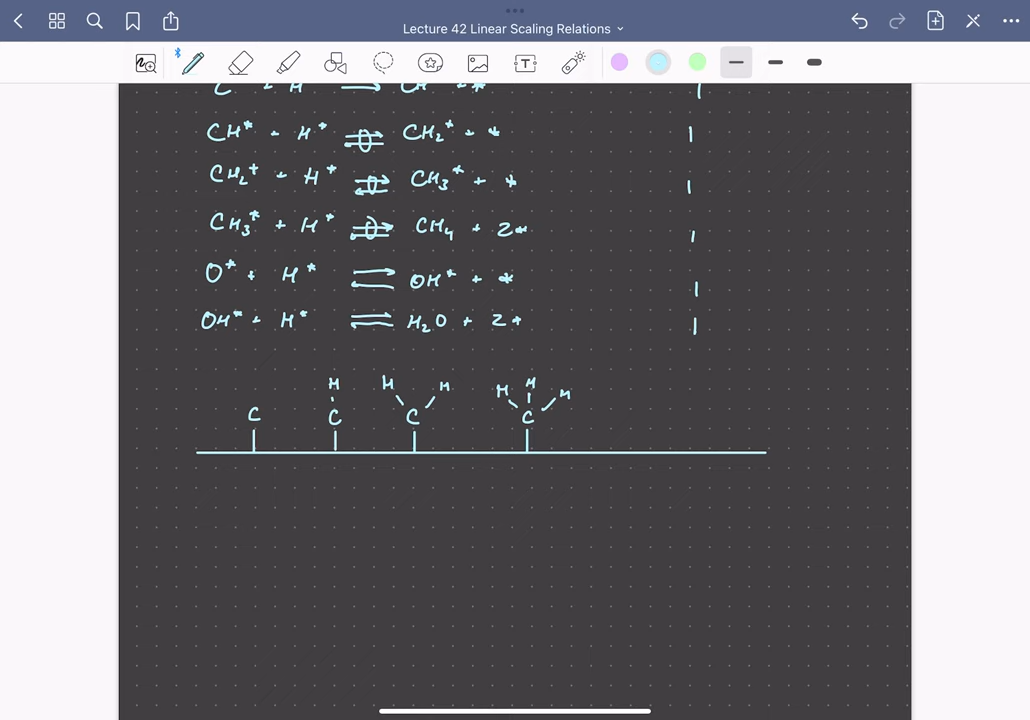 Lecture 42 Linear Scaling Relations
CH* + H* ⇌ CH₂* + * 1
CH₂* + H* ⇌ CH₃* + * 1
CH₃* + H* ⇌ CH₄ + 2* 1
O* + H* ⇌ OH* + * 1
OH* + H* ⇌ H₂O + 2* 1
H H H H H H
C C C C